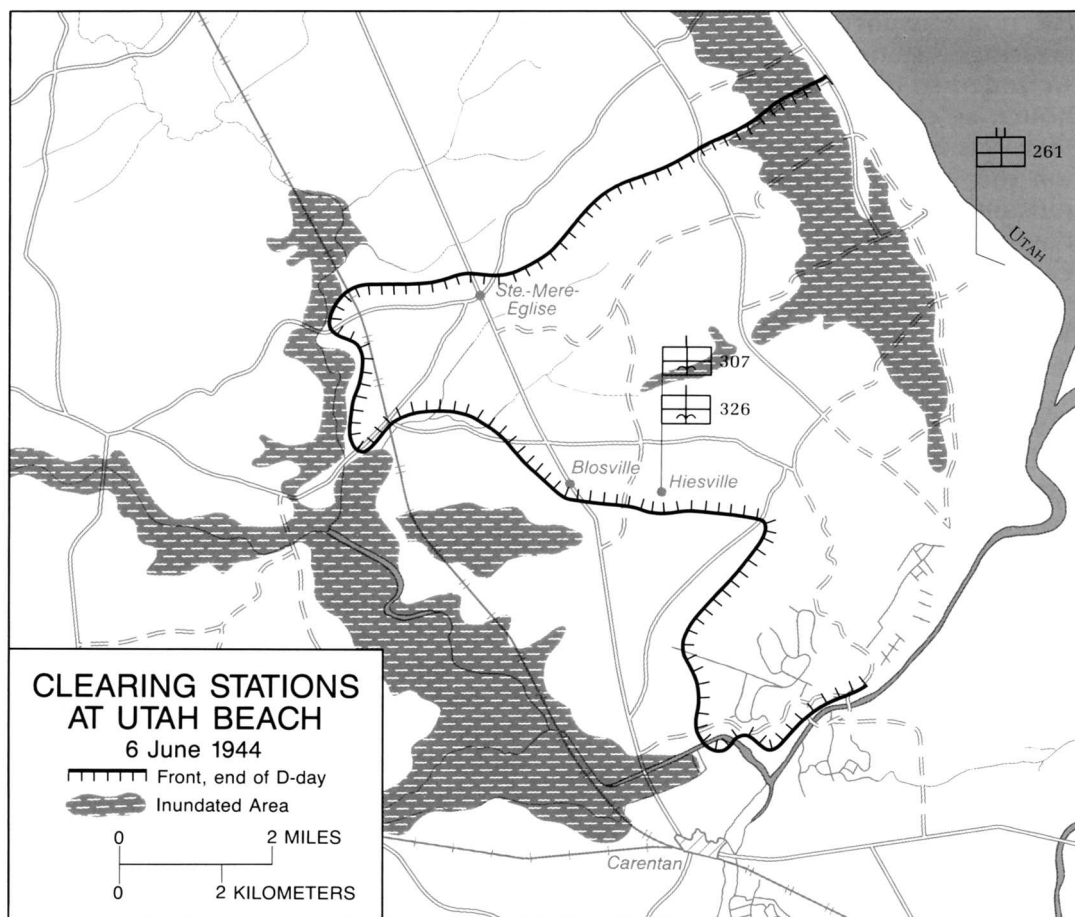 261
UTAH
Ste.-Mere-
Eglise
307
326
Blosville
Hiesville
CLEARING STATIONS
AT UTAH BEACH
6 June 1944
Front, end of D-day
Inundated Area
0 2 MILES
0 2 KILOMETERS
Carentan